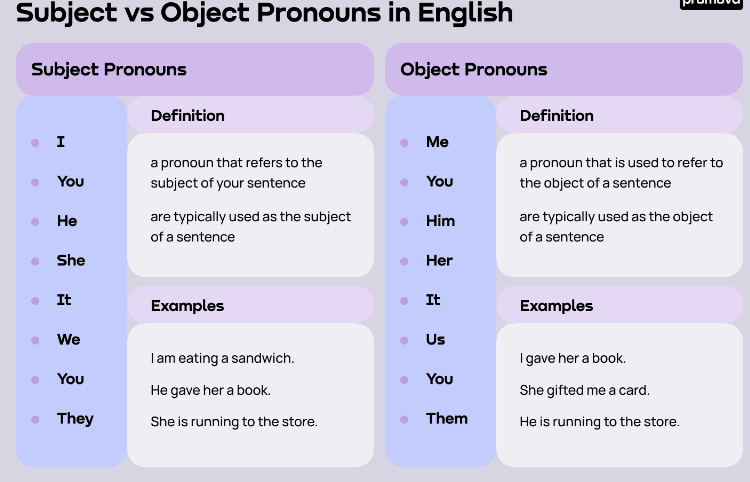 Subject vs Object Pronouns in English
promova
Subject Pronouns
I
You
He
She
It
We
You
They
Definition
a pronoun that refers to the
subject of your sentence
are typically used as the subject
of a sentence
Examples
I am eating a sandwich.
He gave her a book.
She is running to the store.
Object Pronouns
Me
You
Him
Her
It
Us
You
Them
Definition
a pronoun that is used to refer to
the object of a sentence
are typically used as the object
of a sentence
Examples
I gave her a book.
She gifted me a card.
He is running to the store.